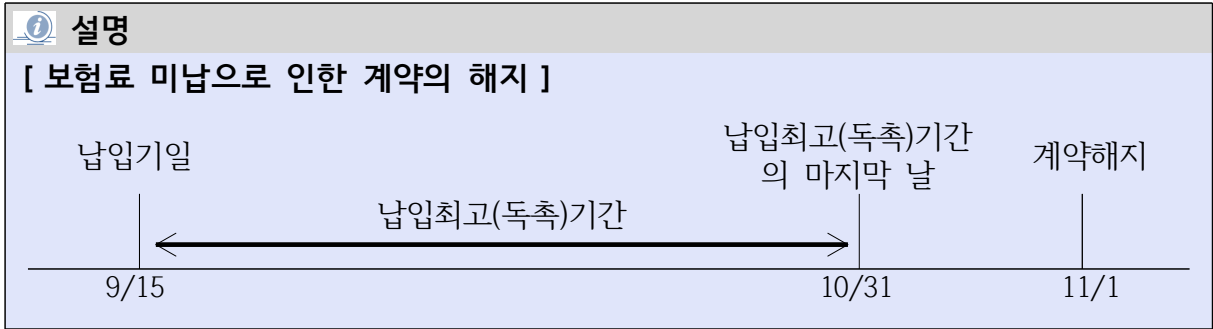 설명
[ 보험료 미납으로 인한 계약의 해지 ]
납입기일
납입최고(독촉)기간
의 마지막 날
계약해지
납입최고(독촉)기간
9/15
10/31
11/1